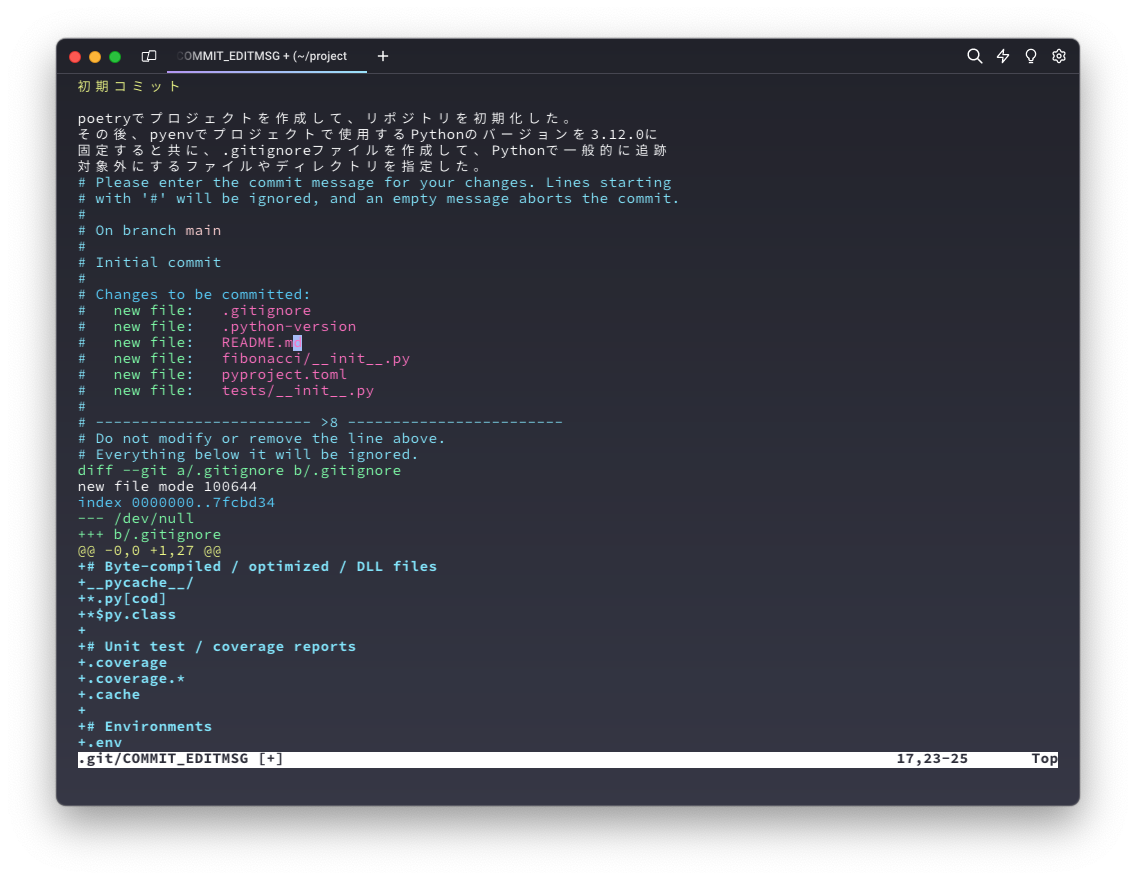 COMMIT_EDITMSG + (~/project
初期コミット
poetryでプロジェクトを作成して、リポジトリを初期化した。
その後、pyenvでプロジェクトで使用するPythonのバージョンを3.12.0に
固定すると共に、.gitignoreファイルを作成して、Pythonで一般的に追跡
対象外にするファイルやディレクトリを指定した。
# Please enter the commit message for your changes. Lines starting
# with '#' will be ignored, and an empty message aborts the commit.
#
# On branch main
#
# Initial commit
#
# Changes to be committed:
#   new file:   .gitignore
#   new file:   .python-version
#   new file:   README.md
#   new file:   fibonacci/__init__.py
#   new file:   pyproject.toml
#   new file:   tests/__init__.py
#
# ------------------------ >8 ------------------------
# Do not modify or remove the line above.
# Everything below it will be ignored.
diff --git a/.gitignore b/.gitignore
new file mode 100644
index 0000000..7fcbd34
--- /dev/null
+++ b/.gitignore
@@ -0,0 +1,27 @@
+# Byte-compiled / optimized / DLL files
+__pycache__/
+*.py[cod]
+*$py.class
+
+# Unit test / coverage reports
+.coverage
+.coverage.*
+.cache
+
+# Environments
+.env
.git/COMMIT_EDITMSG [+] 17,23-25 Top